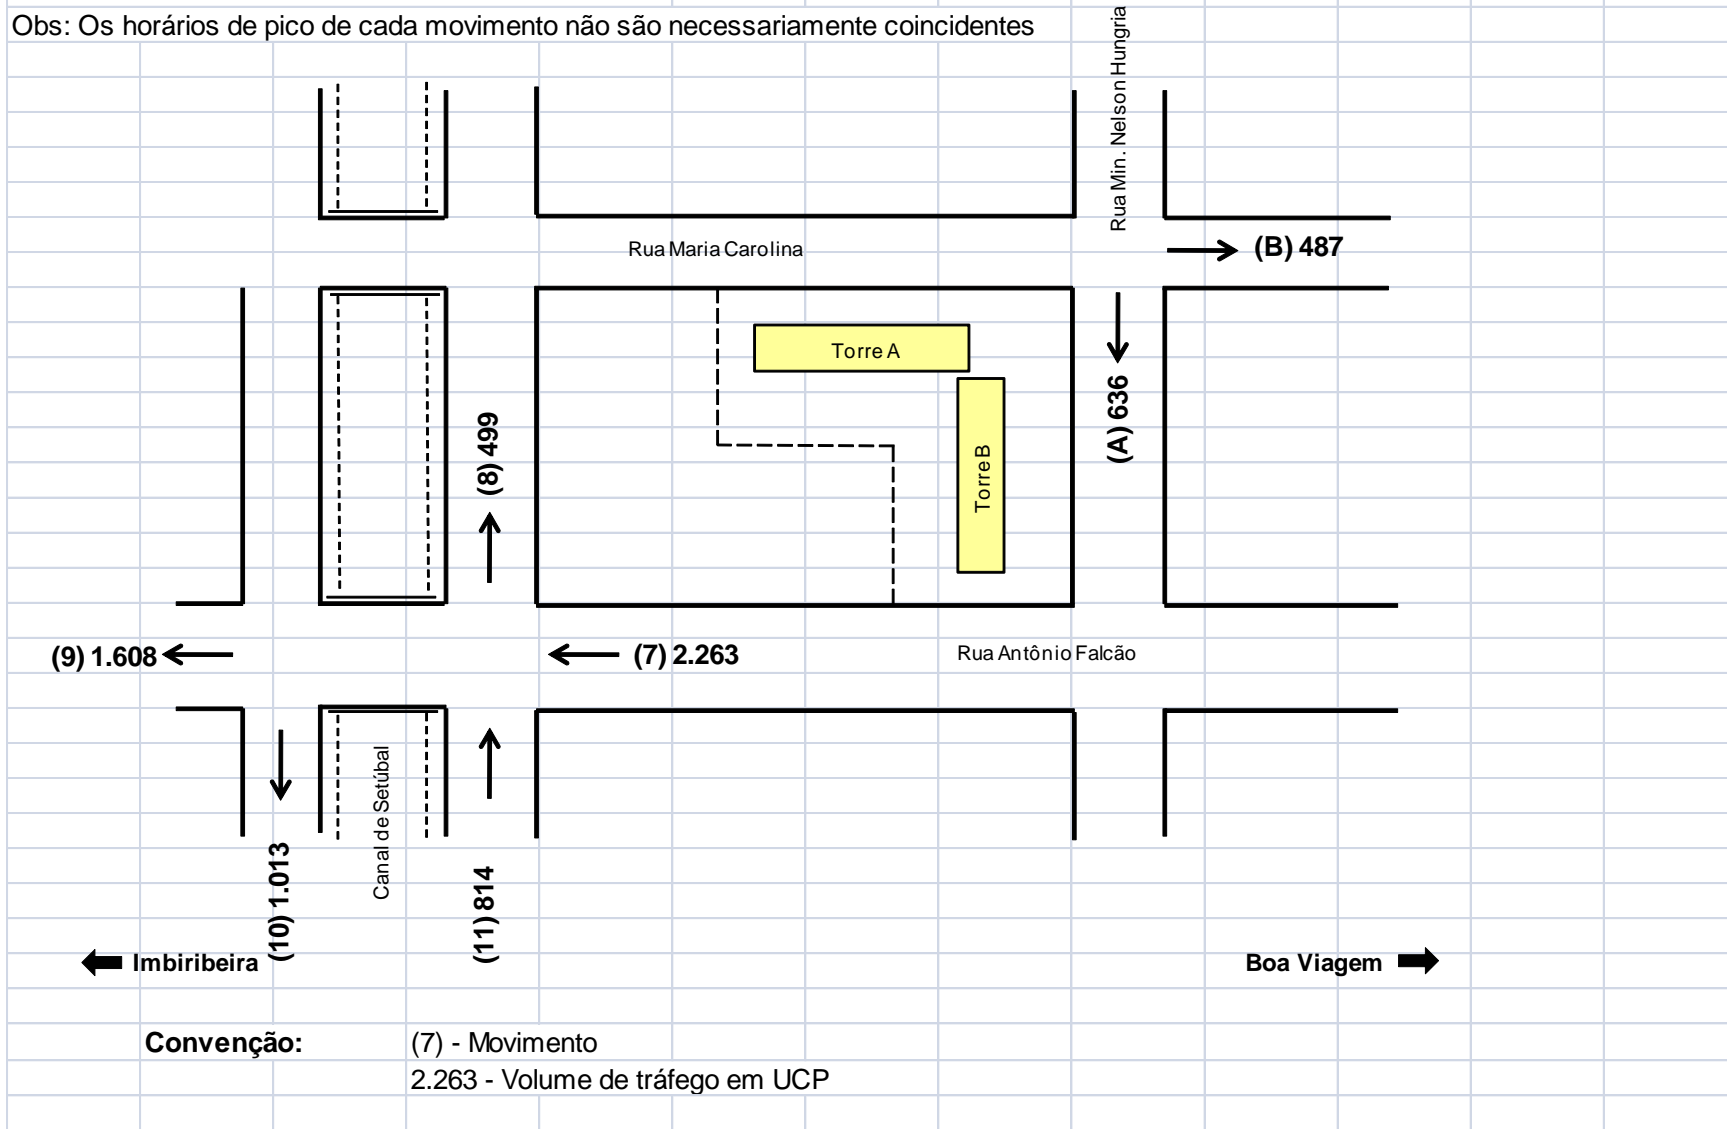 Obs: Os horários de pico de cada movimento não são necessariamente coincidentes
Rua Min. Nelson Hungria
Rua Maria Carolina
(B) 487
Torre A
(A) 636
(8) 499
Torre B
(9) 1.608
(7) 2.263
Rua Antônio Falcão
Canal de Setúbal
(10) 1.013
(11) 814
Imbiribeira
Boa Viagem
Convenção:
(7) - Movimento
2.263 - Volume de tráfego em UCP